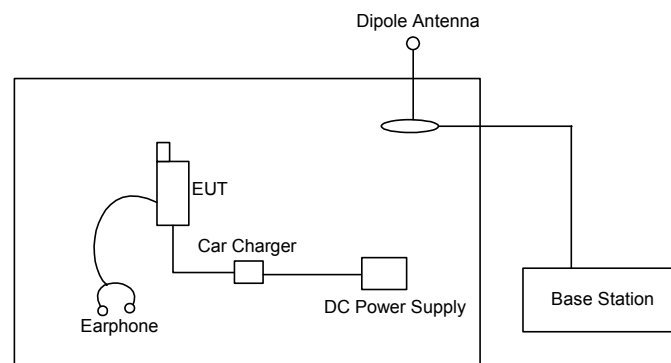 Dipole Antenna
EUT
Car Charger
DC Power Supply
Base Station
Earphone